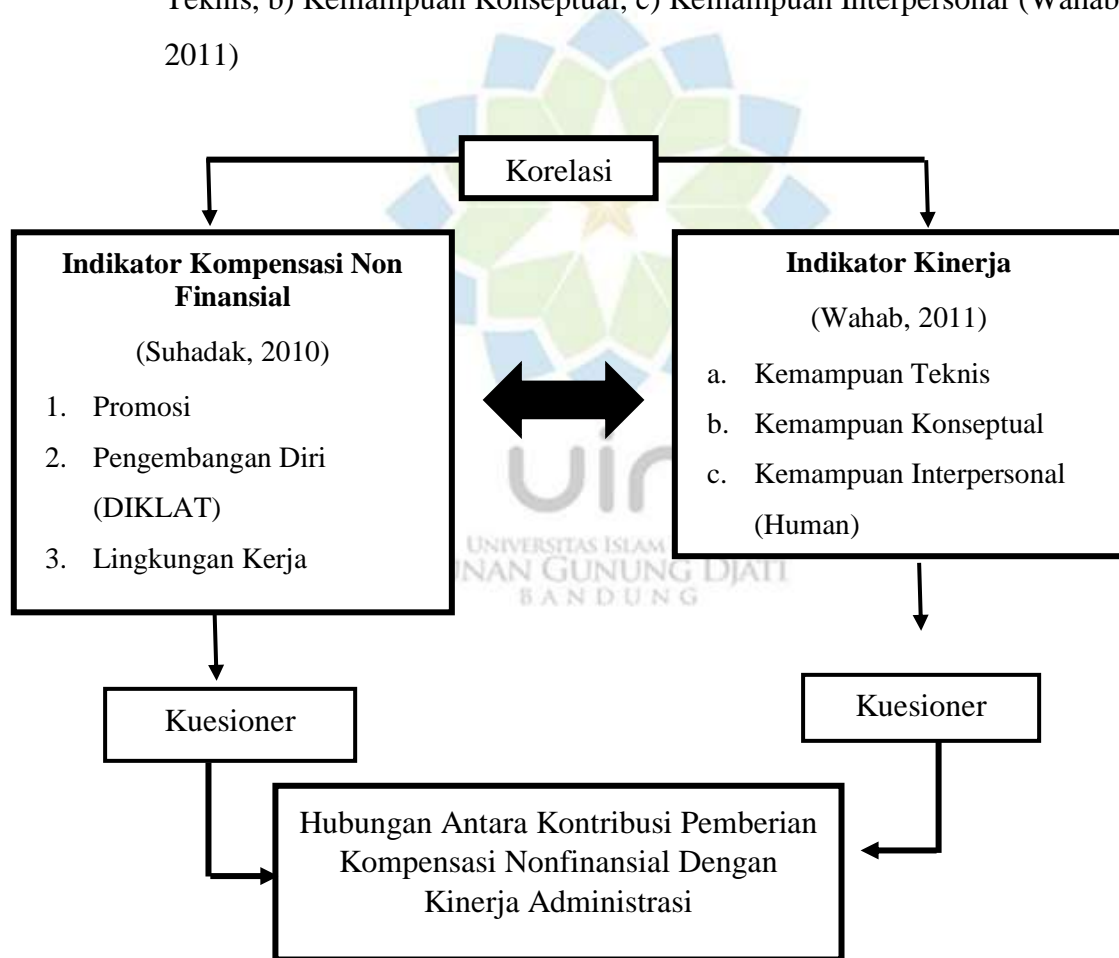 Teknis, b) Kemampuan Konseptual, c) Kemampuan Interpersonal (Wahab
2011)
Korelasi
Indikator Kompensasi Non
Finansial
(Suhadak, 2010)
1. Promosi
2. Pengembangan Diri
(DIKLAT)
3. Lingkungan Kerja
Indikator Kinerja
(Wahab, 2011)
a. Kemampuan Teknis
b. Kemampuan Konseptual
c. Kemampuan Interpersonal
(Human)
UNIVERSITAS ISLAM
GUNUNG DJATI
BANDUNG
Kuesioner
Kuesioner
Hubungan Antara Kontribusi Pemberian
Kompensasi Nonfinansial Dengan
Kinerja Administrasi